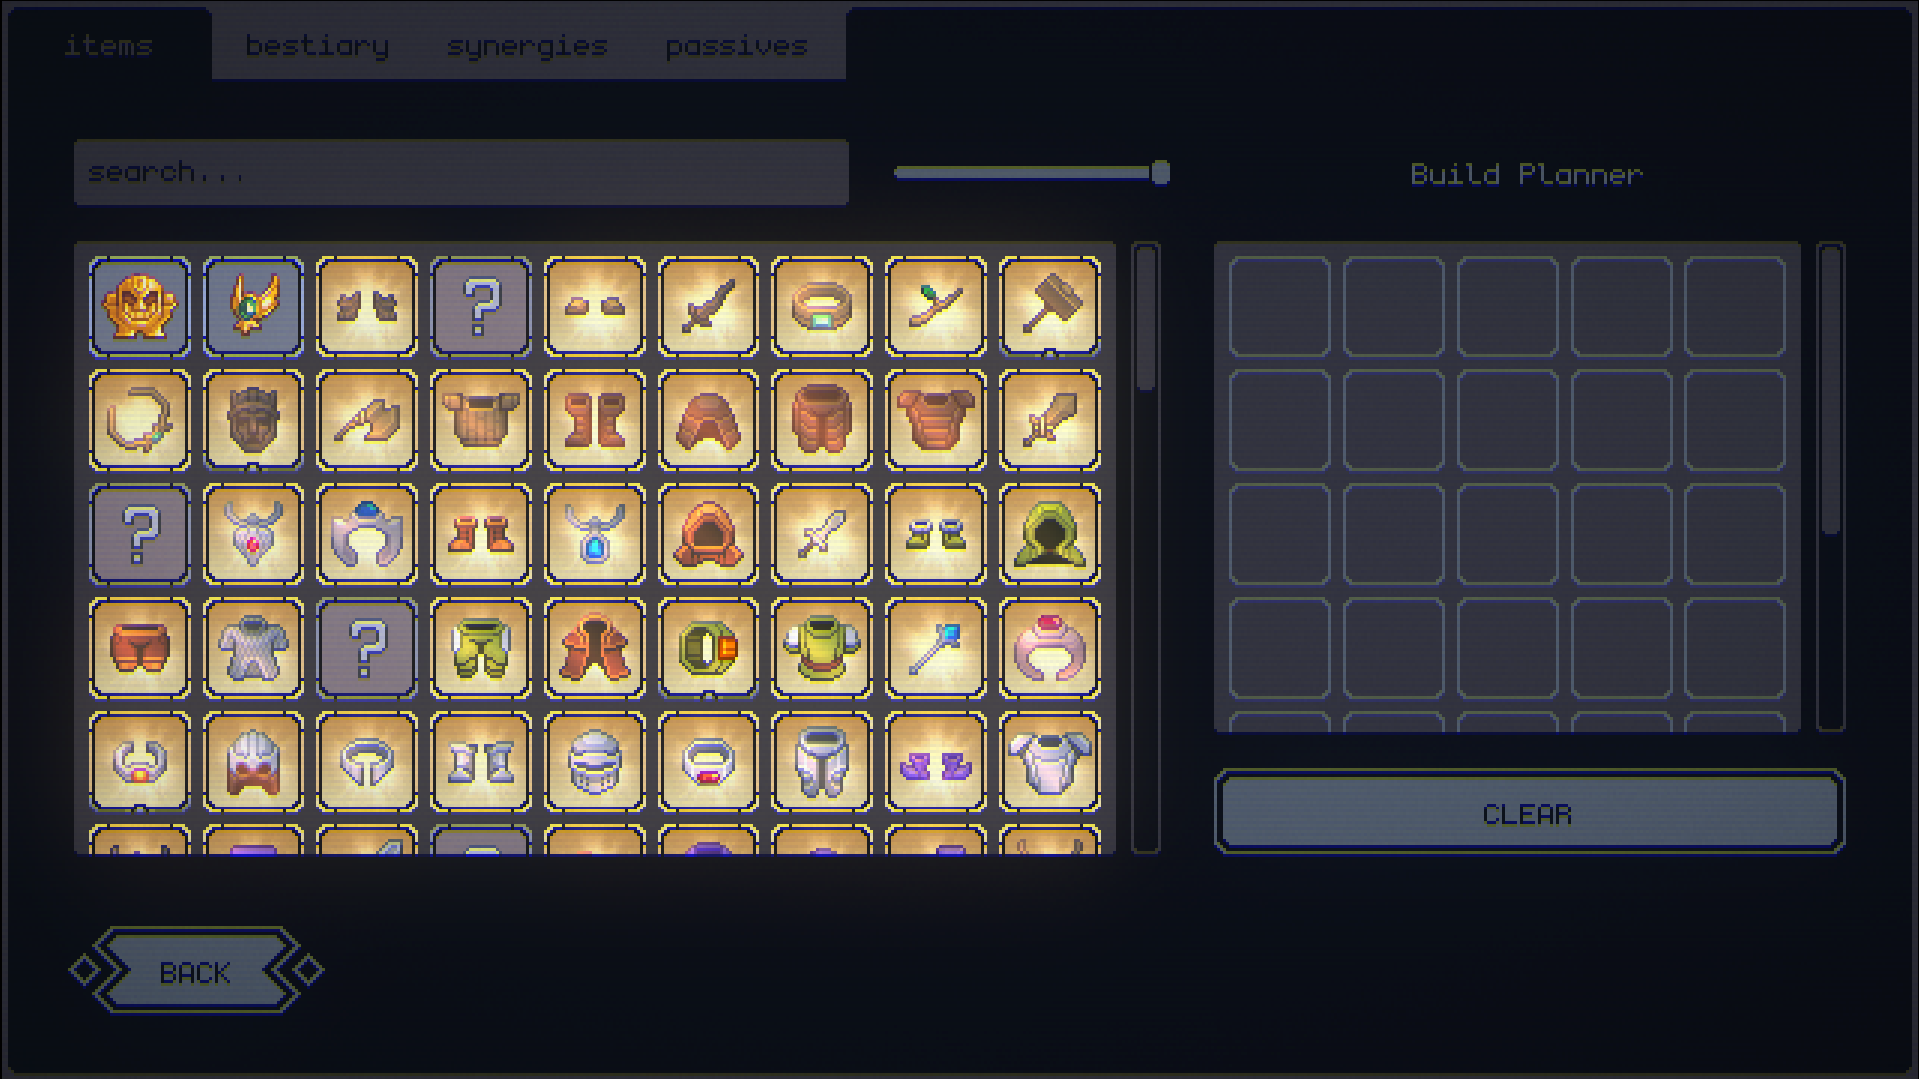 items bestiary synergies passives
search...
Build Planner
?
?
?
CLEAR
BACK